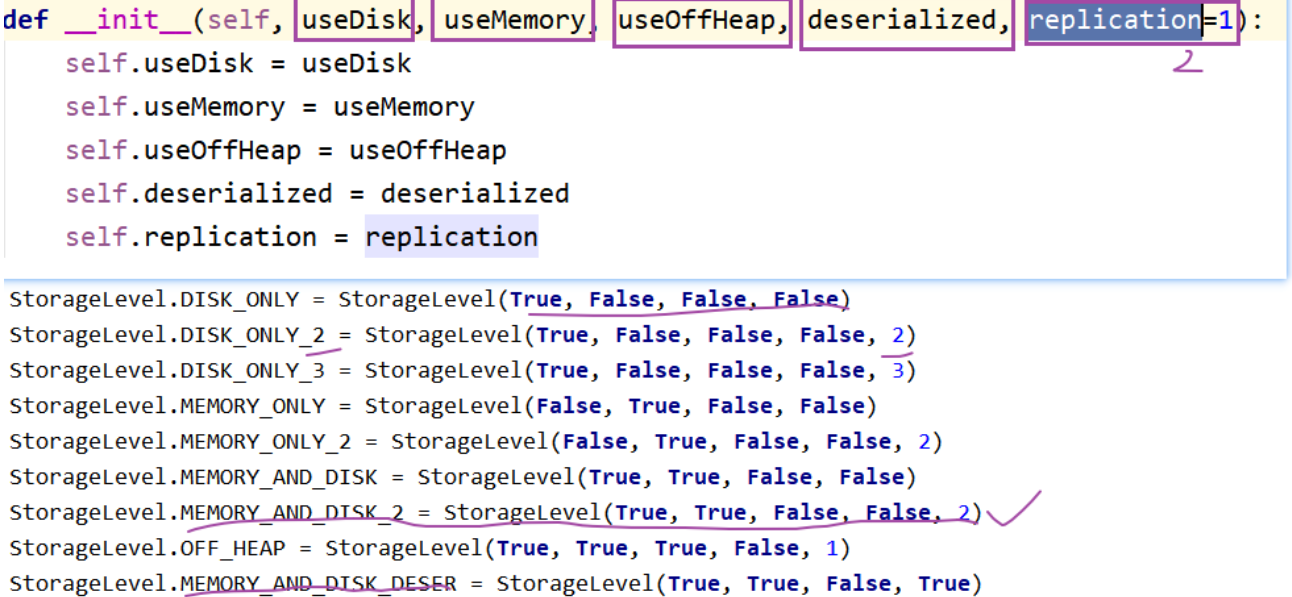 def __init__(self, useDisk, useMemory, useOffHeap, deserialized, replication=1):
2
self.useDisk = useDisk
self.useMemory = useMemory
self.useOffHeap = useOffHeap
self.deserialized = deserialized
self.replication = replication
StorageLevel.DISK_ONLY = StorageLevel(True, False, False, False)
StorageLevel.DISK_ONLY_2 = StorageLevel(True, False, False, False, 2)
StorageLevel.DISK_ONLY_3 = StorageLevel(True, False, False, False, 3)
StorageLevel.MEMORY_ONLY = StorageLevel(False, True, False, False)
StorageLevel.MEMORY_ONLY_2 = StorageLevel(False, True, False, False, 2)
StorageLevel.MEMORY_AND_DISK = StorageLevel(True, True, False, False)
StorageLevel.MEMORY_AND_DISK_2 = StorageLevel(True, True, False, False, 2)
StorageLevel.OFF_HEAP = StorageLevel(True, True, True, False, 1)
StorageLevel.MEMORY_AND_DISK_DESER = StorageLevel(True, True, False, True)